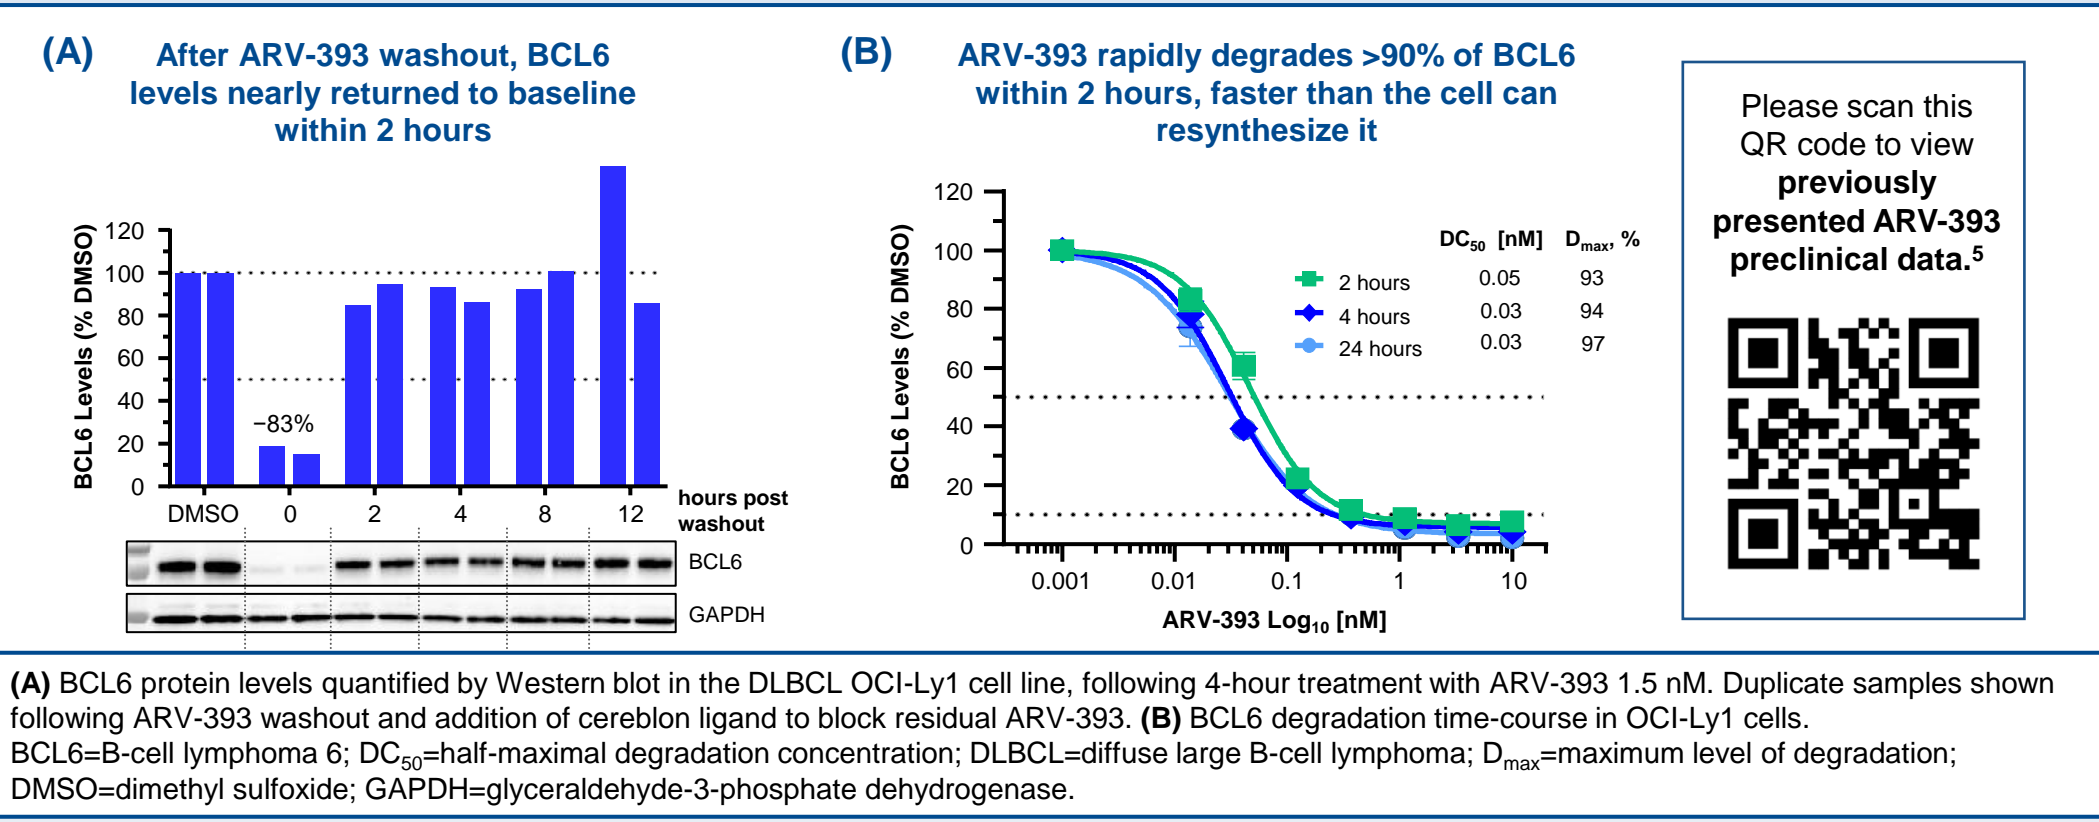 (A)
After ARV-393 washout, BCL6
levels nearly returned to baseline
within 2 hours
BCL6 Levels (% DMSO)
120
100
80
60
40
20
0
−83%
DMSO 0 2 4 8 12
hours post
washout
BCL6
GAPDH
(B)
ARV-393 rapidly degrades >90% of BCL6
within 2 hours, faster than the cell can
resynthesize it
BCL6 Levels (% DMSO)
120
100
80
60
40
20
0
DC50 [nM] Dmax, %
2 hours 0.05 93
4 hours 0.03 94
24 hours 0.03 97
0.001 0.01 0.1 1 10
ARV-393 Log10 [nM]
Please scan this
QR code to view
previously
presented ARV-393
preclinical data.5
(A) BCL6 protein levels quantified by Western blot in the DLBCL OCI-Ly1 cell line, following 4-hour treatment with ARV-393 1.5 nM. Duplicate samples shown
following ARV-393 washout and addition of cereblon ligand to block residual ARV-393. (B) BCL6 degradation time-course in OCI-Ly1 cells.
BCL6=B-cell lymphoma 6; DC50=half-maximal degradation concentration; DLBCL=diffuse large B-cell lymphoma; Dmax=maximum level of degradation;
DMSO=dimethyl sulfoxide; GAPDH=glyceraldehyde-3-phosphate dehydrogenase.